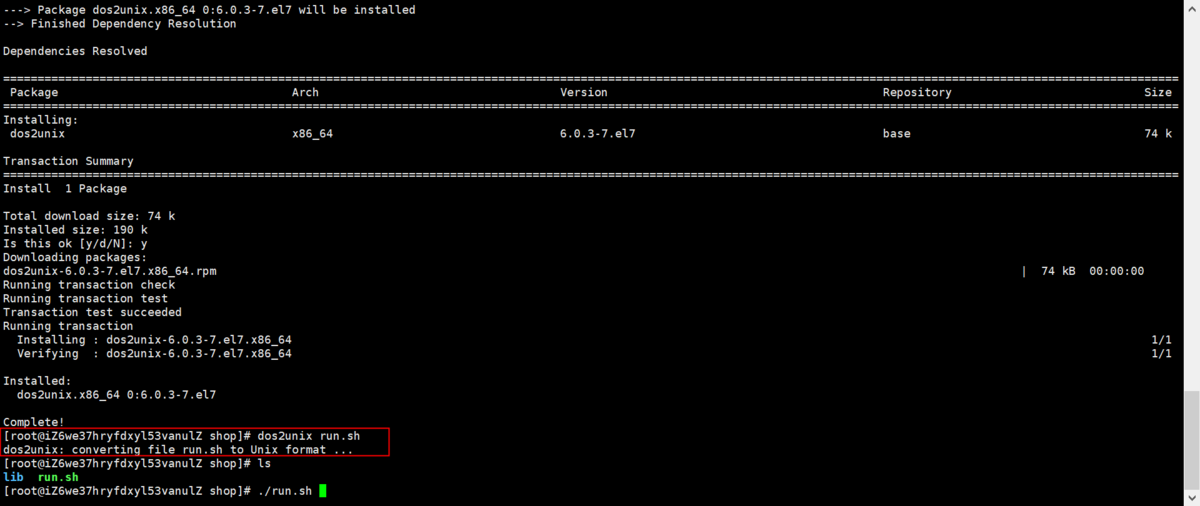 ---> Package dos2unix.x86_64 0:6.0.3-7.el7 will be installed
--> Finished Dependency Resolution
Dependencies Resolved
================================================================================
Package Arch Version Repository Size
================================================================================
Installing:
dos2unix x86_64 6.0.3-7.el7 base 74 k
Transaction Summary
================================================================================
Install  1 Package
Total download size: 74 k
Installed size: 190 k
Is this ok [y/d/N]: y
Downloading packages:
dos2unix-6.0.3-7.el7.x86_64.rpm | 74 kB 00:00:00
Running transaction check
Running transaction test
Transaction test succeeded
Running transaction
Installing : dos2unix-6.0.3-7.el7.x86_64 1/1
Verifying  : dos2unix-6.0.3-7.el7.x86_64 1/1
Installed:
dos2unix.x86_64 0:6.0.3-7.el7
Complete!
[root@iZ6we37hryfdxyl53vanulZ shop]# dos2unix run.sh
dos2unix: converting file run.sh to Unix format ...
[root@iZ6we37hryfdxyl53vanulZ shop]# ls
lib  run.sh
[root@iZ6we37hryfdxyl53vanulZ shop]# ./run.sh